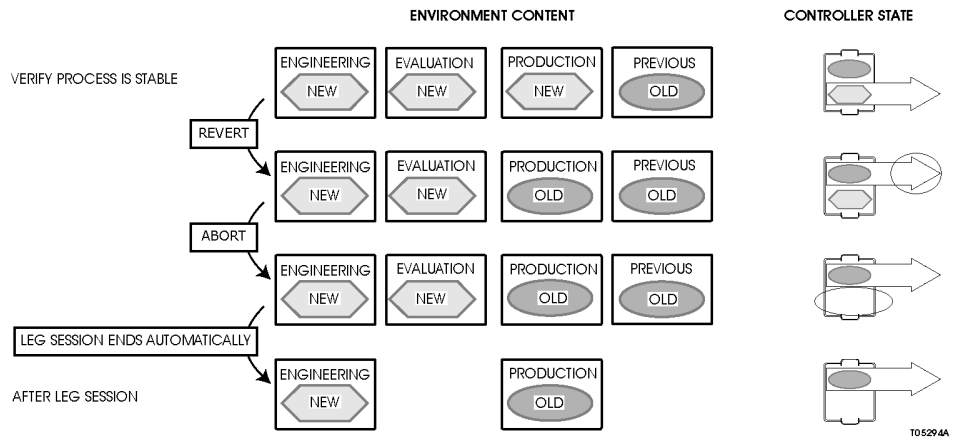 ENVIRONMENT CONTENT CONTROLLER STATE
ENGINEERING EVALUATION PRODUCTION PREVIOUS
VERIFY PROCESS IS STABLE
NEW NEW NEW OLD
REVERT
ENGINEERING EVALUATION PRODUCTION PREVIOUS
NEW NEW OLD OLD
ABORT
ENGINEERING EVALUATION PRODUCTION PREVIOUS
NEW NEW OLD OLD
LEG SESSION ENDS AUTOMATICALLY
ENGINEERING PRODUCTION
AFTER LEG SESSION
NEW OLD
T05294A